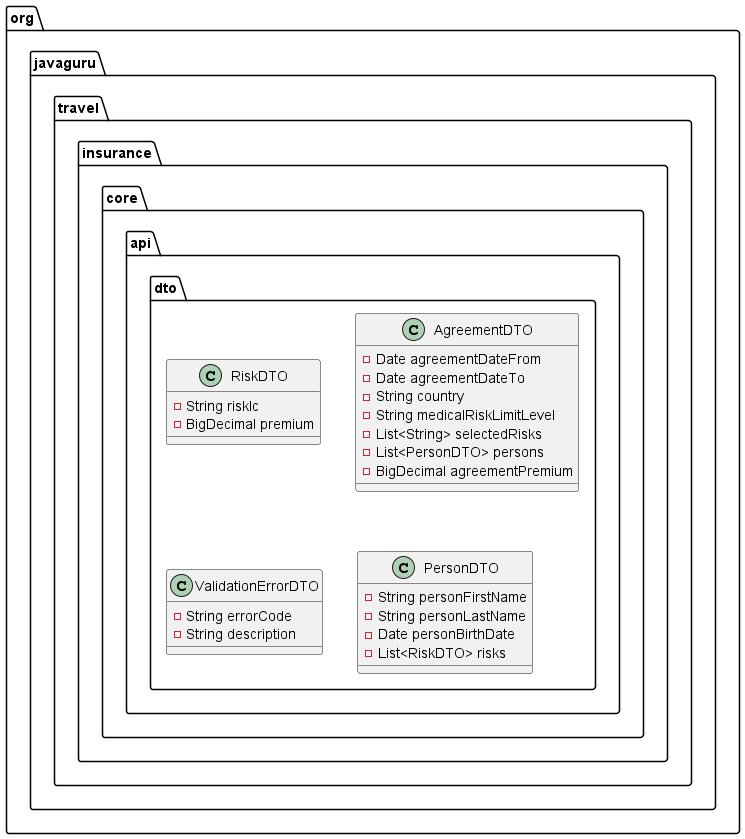 org
javaguru
travel
insurance
core
api
dto
C RiskDTO
String riskIc
BigDecimal premium
C AgreementDTO
Date agreementDateFrom
Date agreementDateTo
String country
String medicalRiskLimitLevel
List<String> selectedRisks
List<PersonDTO> persons
BigDecimal agreementPremium
C ValidationErrorDTO
String errorCode
String description
C PersonDTO
String personFirstName
String personLastName
Date personBirthDate
List<RiskDTO> risks